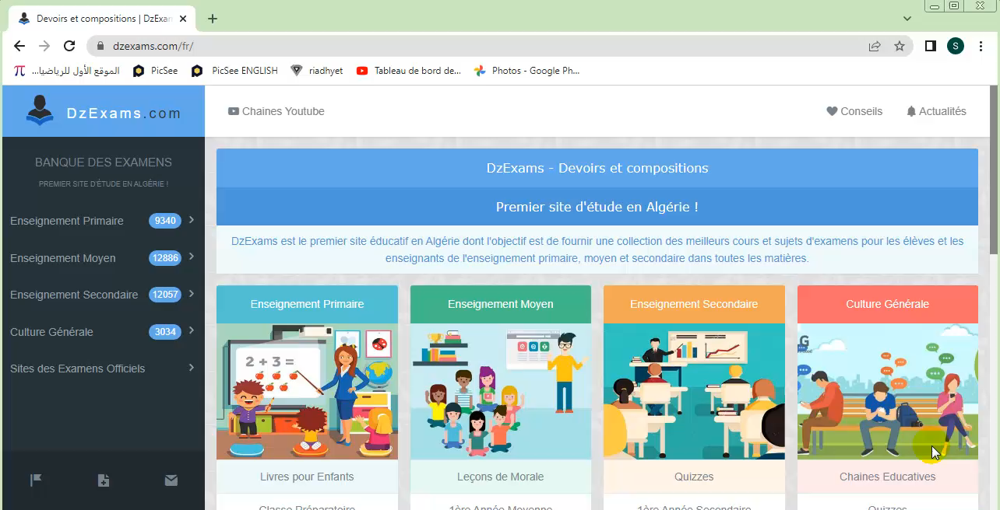 Devoirs et compositions | DzExar
dzexams.com/fr/
الموقع الأول للرياضيا...
PicSee
PicSee ENGLISH
riadhyet
Tableau de bord de...
Photos - Google Ph...
S
DzExams.com
Chaines Youtube
Conseils
Actualités
BANQUE DES EXAMENS
PREMIER SITE D'ÉTUDE EN ALGÉRIE !
Enseignement Primaire 9340
Enseignement Moyen 12886
Enseignement Secondaire 12057
Culture Générale 3034
Sites des Examens Officiels
DzExams - Devoirs et compositions
Premier site d'étude en Algérie !
DzExams est le premier site éducatif en Algérie dont l'objectif est de fournir une collection des meilleurs cours et sujets d'examens pour les élèves et les
enseignants de l'enseignement primaire, moyen et secondaire dans toutes les matières.
Enseignement Primaire
2 + 3 =
Livres pour Enfants
Classe Préparatoire
Enseignement Moyen
Leçons de Morale
1ère Année Moyenne
Enseignement Secondaire
Quizzes
1ère Année Secondaire
Culture Générale
G
Chaines Educatives
Quizzes